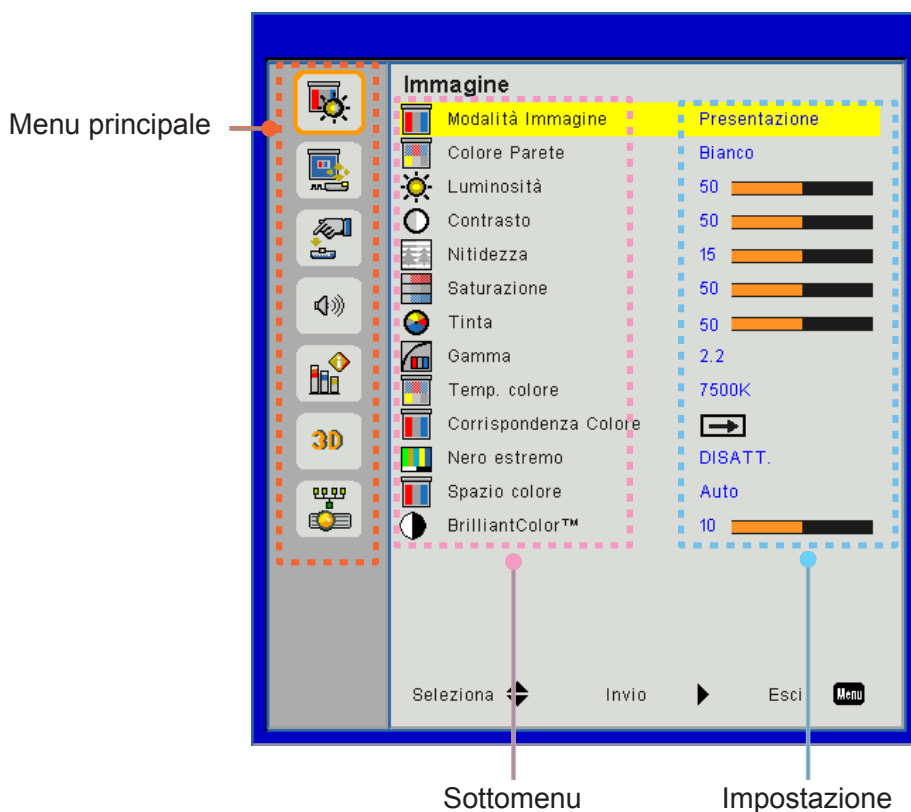 Immagine
Menu principale
Modalità Immagine Presentazione
Colore Parete Bianco
Luminosità 50
Contrasto 50
Nitidezza 15
Saturazione 50
Tinta 50
Gamma 2.2
Temp. colore 7500K
Corrispondenza Colore
3D
Nero estremo DISATT.
Spazio colore Auto
BrilliantColor™ 10
Seleziona Invio Esci Menu
Sottomenu Impostazione